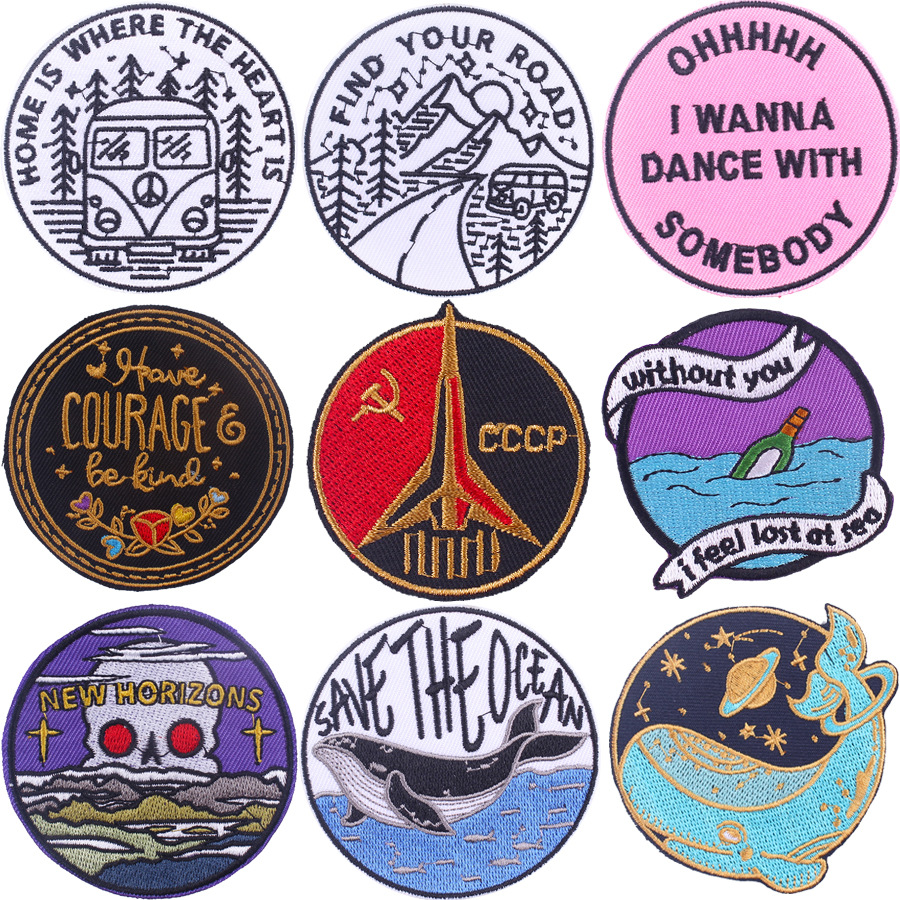 HOME IS WHERE THE HEART IS
FIND YOUR ROAD
OHHHHH
I WANNA
DANCE WITH
SOMEBODY
Have
COURAGE &
be kind
СССР
without you
i feel lost at sea
NEW HORIZONS
SAVE THE OCEAN